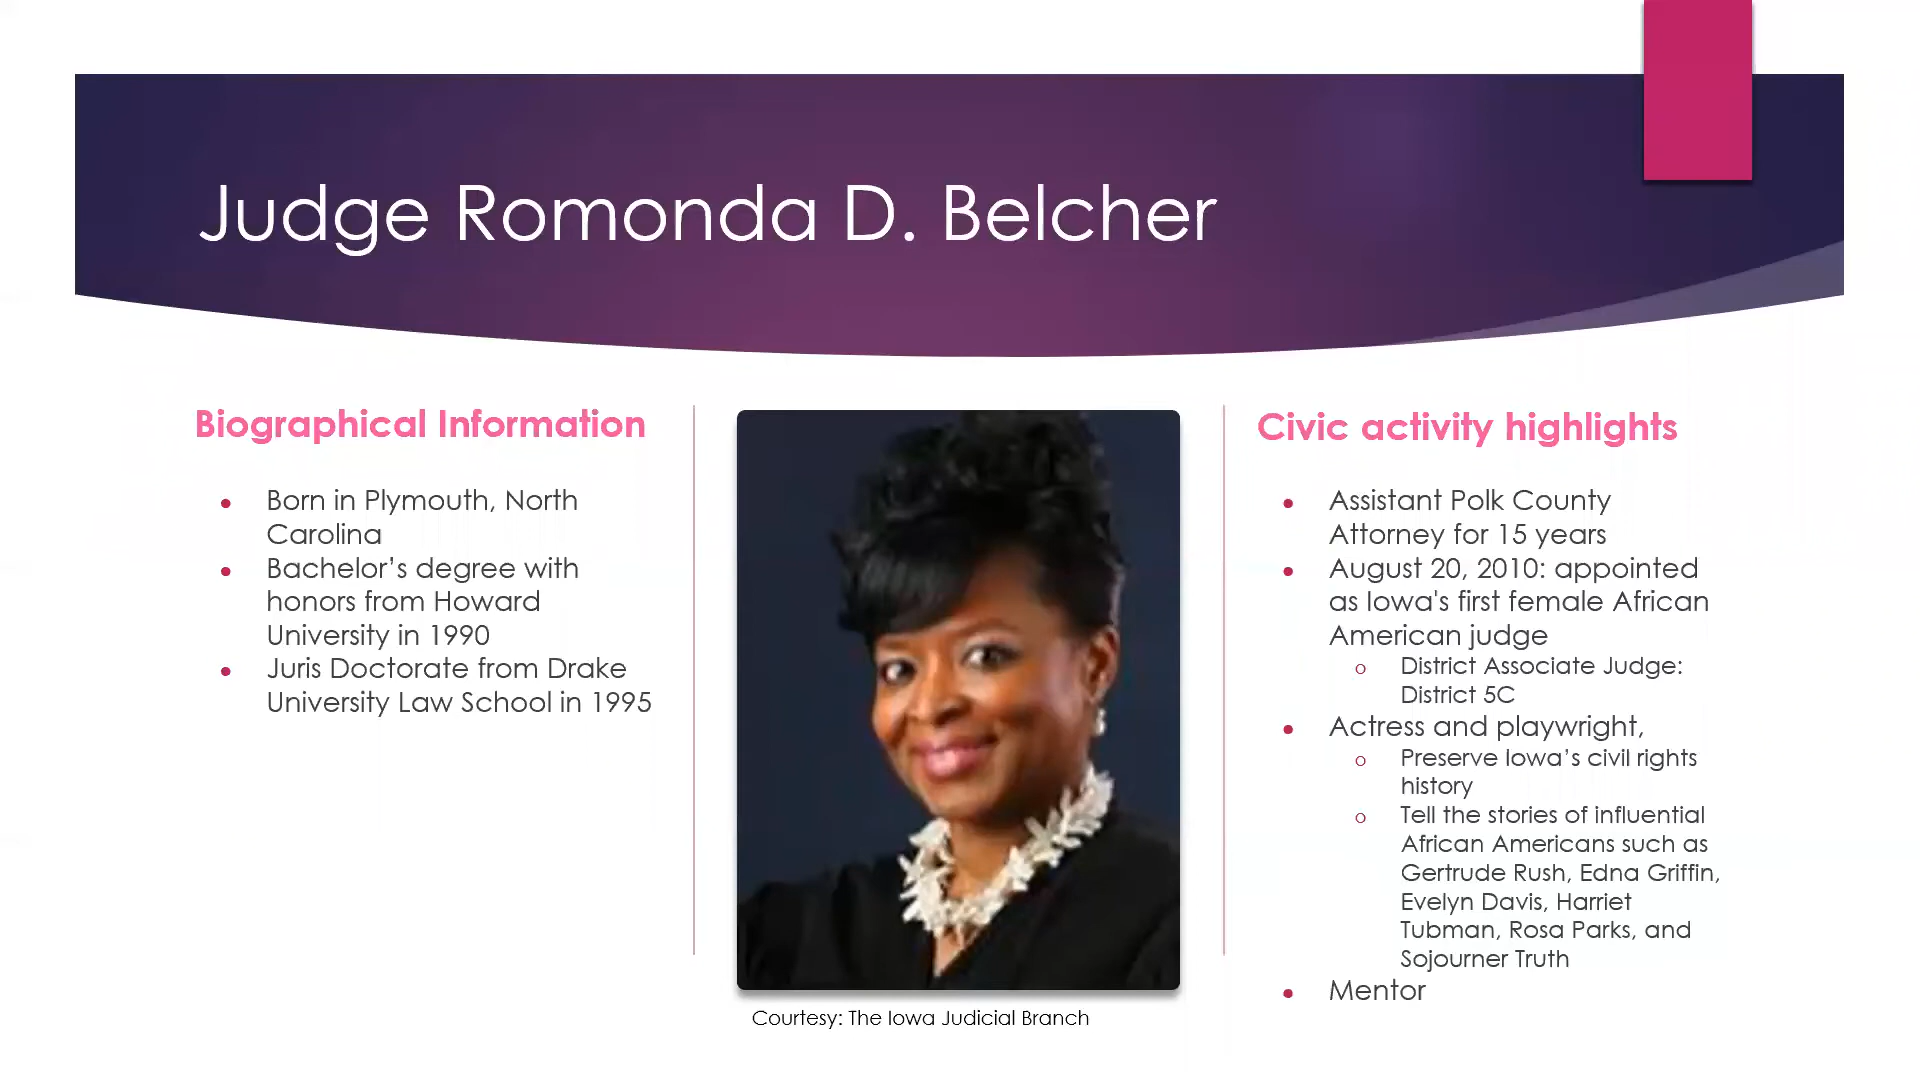 Judge Romonda D. Belcher
Biographical Information
• Born in Plymouth, North
Carolina
• Bachelor’s degree with
honors from Howard
University in 1990
• Juris Doctorate from Drake
University Law School in 1995
Courtesy: The Iowa Judicial Branch
Civic activity highlights
• Assistant Polk County
Attorney for 15 years
• August 20, 2010: appointed
as Iowa's first female African
American judge
o District Associate Judge:
District 5C
• Actress and playwright,
o Preserve Iowa’s civil rights
history
o Tell the stories of influential
African Americans such as
Gertrude Rush, Edna Griffin,
Evelyn Davis, Harriet
Tubman, Rosa Parks, and
Sojourner Truth
• Mentor